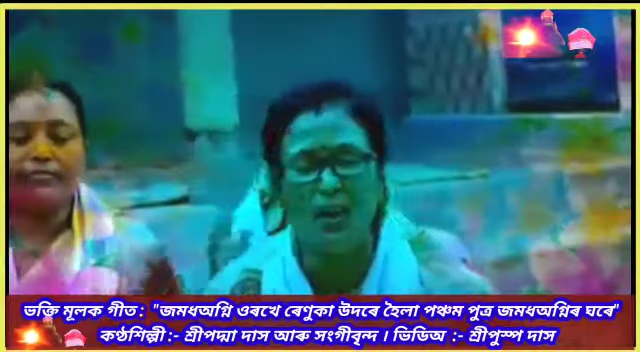 ভক্তি মূলক গীত : "জমধঅগ্নি ওৰখে ৰেণুকা উদৰে হৈলা পঞ্চম পুত্ৰ জমধঅগ্নিৰ ঘৰে"
কণ্ঠশিল্পী :- শ্ৰীপদ্মা দাস আৰু সংগীবৃন্দ । ভিডিঅ :- শ্ৰীপুস্প দাস